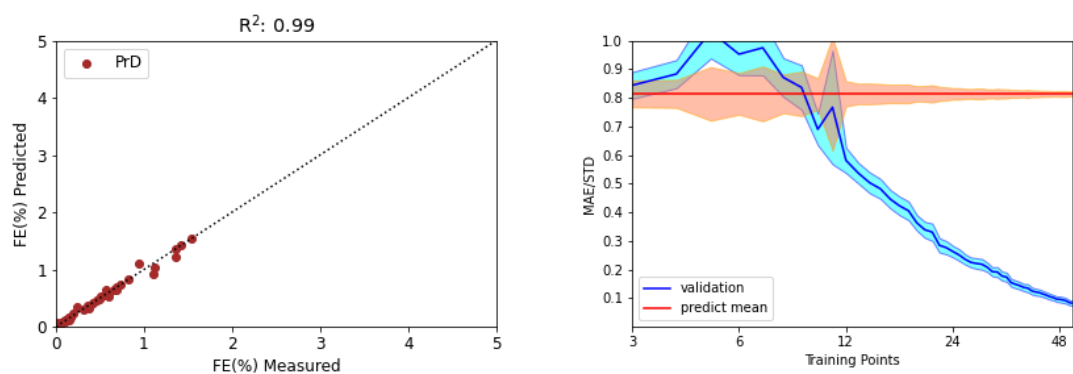 R²: 0.99
PrD
FE(%) Predicted
5
4
3
2
1
0
0 1 2 3 4 5
FE(%) Measured
MAE/STD
1.0
0.9
0.8
0.7
0.6
0.5
0.4
0.3
0.2
0.1
validation
predict mean
3 6 12 24 48
Training Points